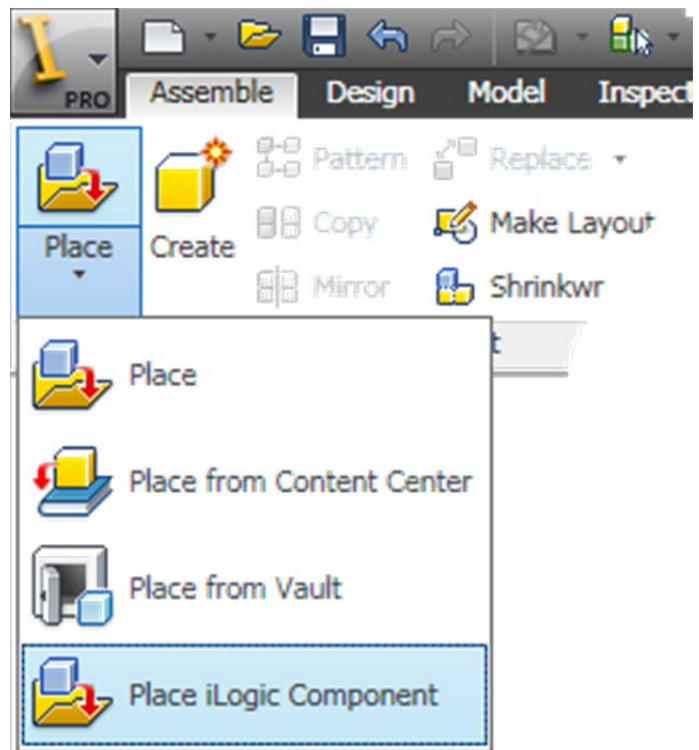 I
PRO
Assemble Design Model Inspect
Place
Create
Pattern
Copy
Mirror
Replace
Make Layout
Shrinkwr
t
Place
Place from Content Center
Place from Vault
Place iLogic Component